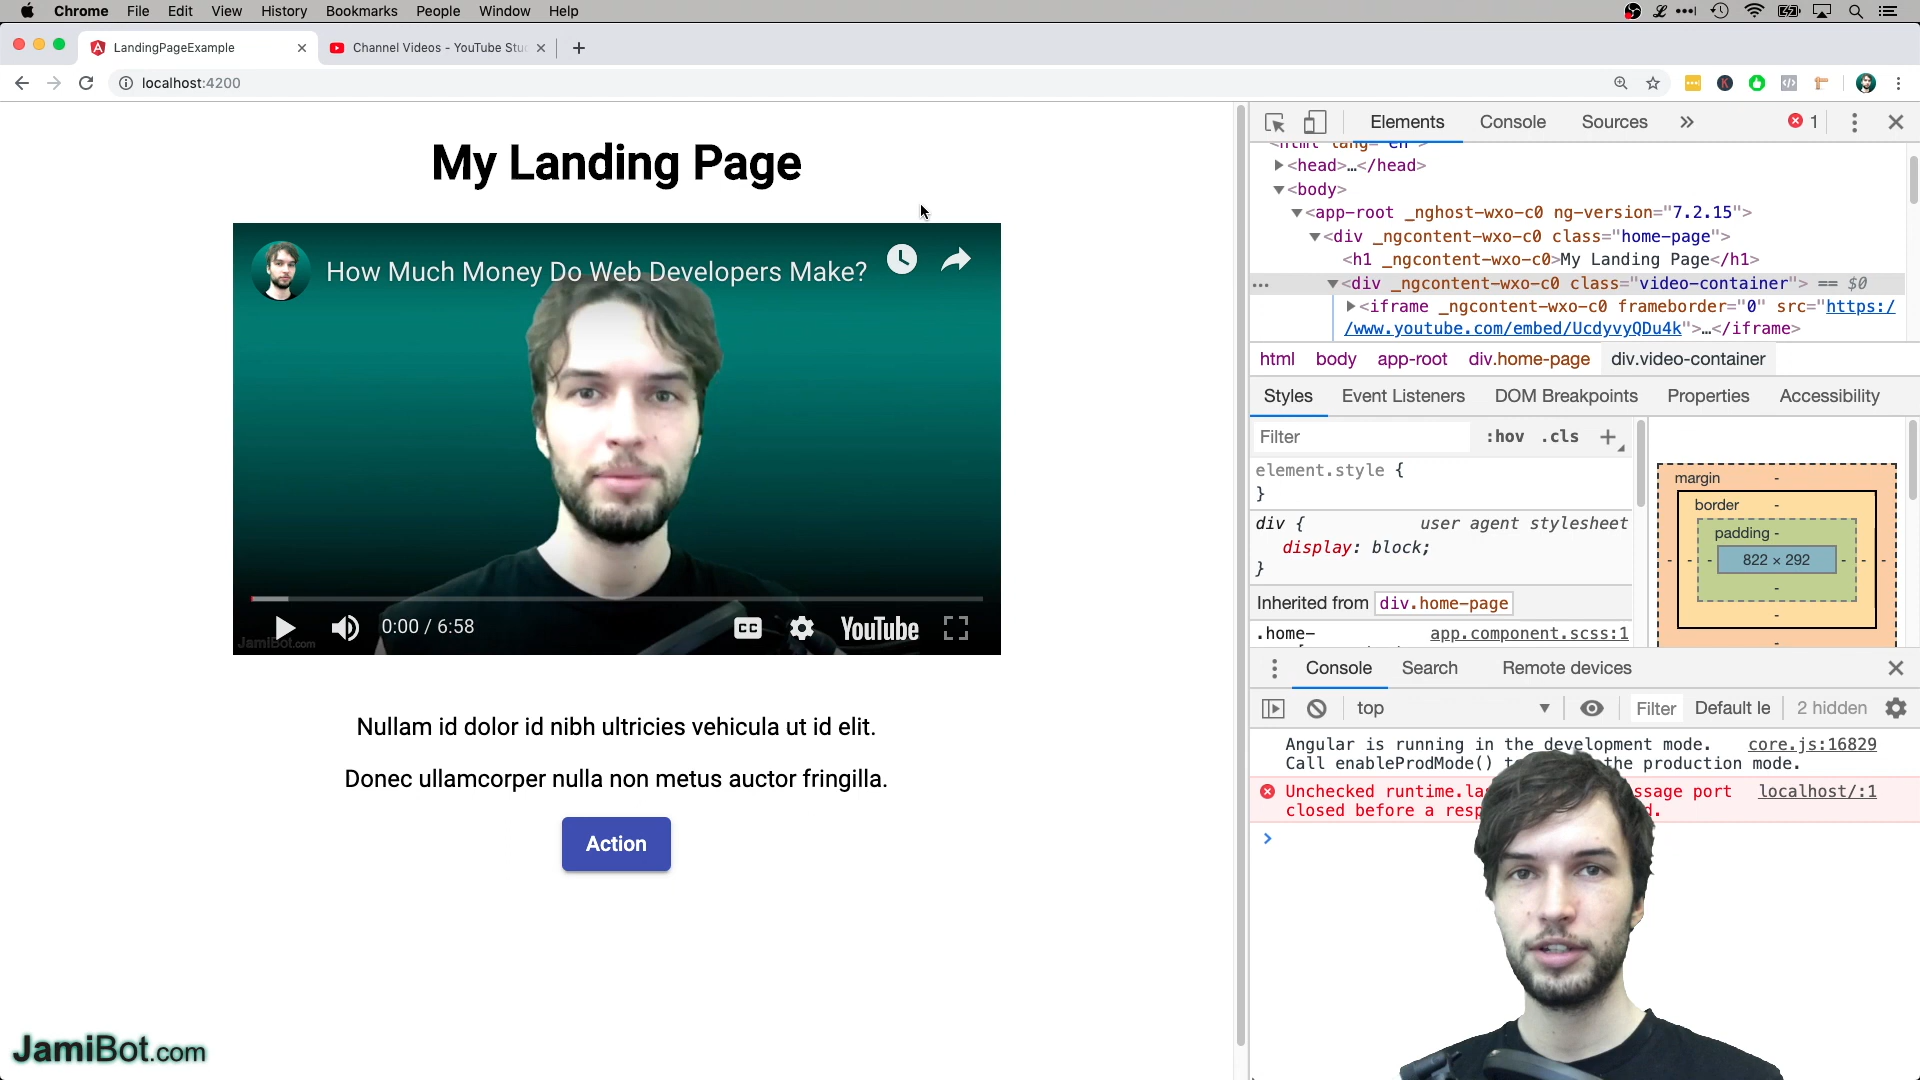 Chrome File Edit View History Bookmarks People Window Help
LandingPageExample
Channel Videos - YouTube Stu
localhost:4200
My Landing Page
How Much Money Do Web Developers Make?
0:00 / 6:58
CC
YouTube
JamiBot.com
Nullam id dolor id nibh ultricies vehicula ut id elit.
Donec ullamcorper nulla non metus auctor fringilla.
Action
JamiBot.com
Elements Console Sources » 1
<html lang="en">
<head>…</head>
<body>
<app-root _nghost-wxo-c0 ng-version="7.2.15">
<div _ngcontent-wxo-c0 class="home-page">
<h1 _ngcontent-wxo-c0>My Landing Page</h1>
… <div _ngcontent-wxo-c0 class="video-container"> == $0
<iframe _ngcontent-wxo-c0 frameborder="0" src="https:/
/www.youtube.com/embed/UcdyvyQDu4k">…</iframe>
html body app-root div.home-page div.video-container
Styles Event Listeners DOM Breakpoints Properties Accessibility
Filter :hov .cls +
element.style {
}
div { user agent stylesheet
display: block;
}
Inherited from div.home-page
.home- app.component.scss:1
margin -
border -
padding -
- - - 822 × 292 - - -
-
-
-
Console Search Remote devices
top Filter Default le 2 hidden
Angular is running in the development mode. core.js:16829
Call enableProdMode() the production mode.
Unchecked runtime.la ssage port localhost/:1
closed before a resp d.